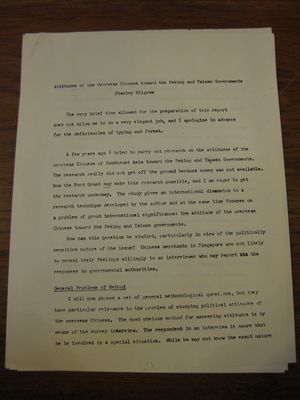 Attitudes of the Overseas Chinese toward the Peking and Taiwan Governments
Stanley Milgram
The very brief time allowed for the preparation of this report
does not allow me to do a very elegant job, and I apologize in advance
for the deficiencies of typing and format.
A few years ago I tried to carry out research on the attitudes of the
overseas Chinese of Southeast Asia toward the Peking and Taiwan Governments.
The research really did not get off the ground because money was not available.
Now the Ford Grant may make this research possible, and I am eager to get
the research underway. The study gives an international dimension to a
research technique developed by the author and at the same time focuses on
a problem of great international significance: the attitude of the overseas
Chinese toward the Peking and Taiwan governments.
How can this question be studied, particularly in view of the politically
sensitive nature of the issue? Chinese merchants in Singapore are not likely
to reveal their feelings willingly to an interviewer who may report his
responses to governmental authorities.
General Problems of Method
I will now phrase a set of general methodological questions, but they
have particular relevance to the problem of studying political attitudes of
the overseas Chinese. The most obvious method for assessing attitudes is by
means of the survey interview. The respondent in an interview is aware that
he is involved in a special situation. While he may not know the exact nature